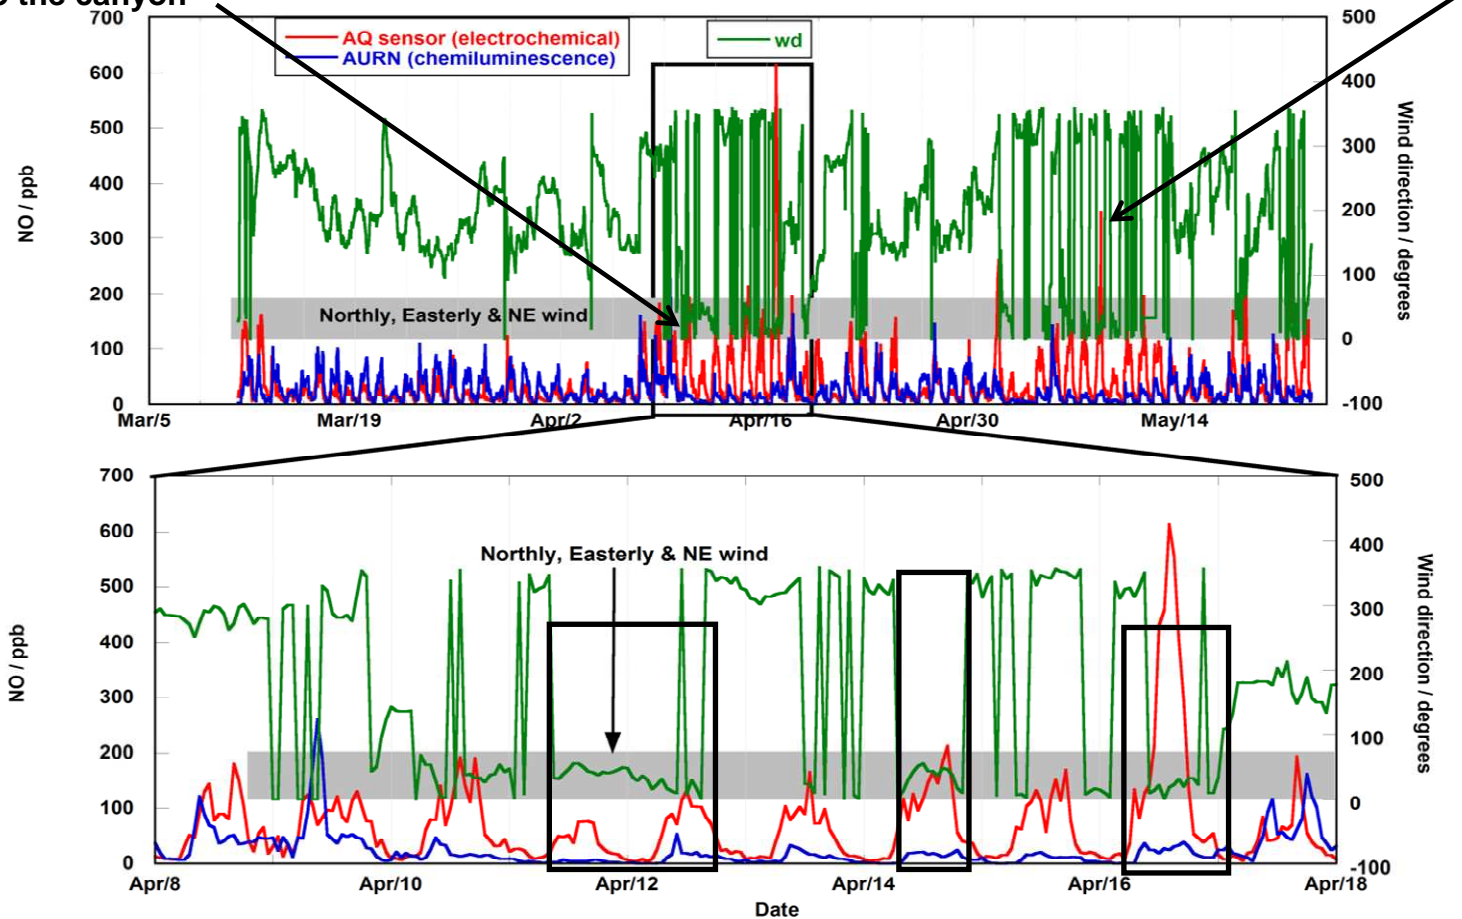 the canyon
700
600
500
400
300
200
100
0
NO / ppb
AQ sensor (electrochemical)
AURN (chemiluminescence)
wd
500
400
300
200
100
0
-100
Wind direction / degrees
Northly, Easterly & NE wind
Mar/5
Mar/19
Apr/2
Apr/16
Apr/30
May/14
700
600
500
400
300
200
100
0
NO / ppb
Northly, Easterly & NE wind
500
400
300
200
100
0
-100
Wind direction / degrees
Apr/8
Apr/10
Apr/12
Apr/14
Apr/16
Apr/18
Date